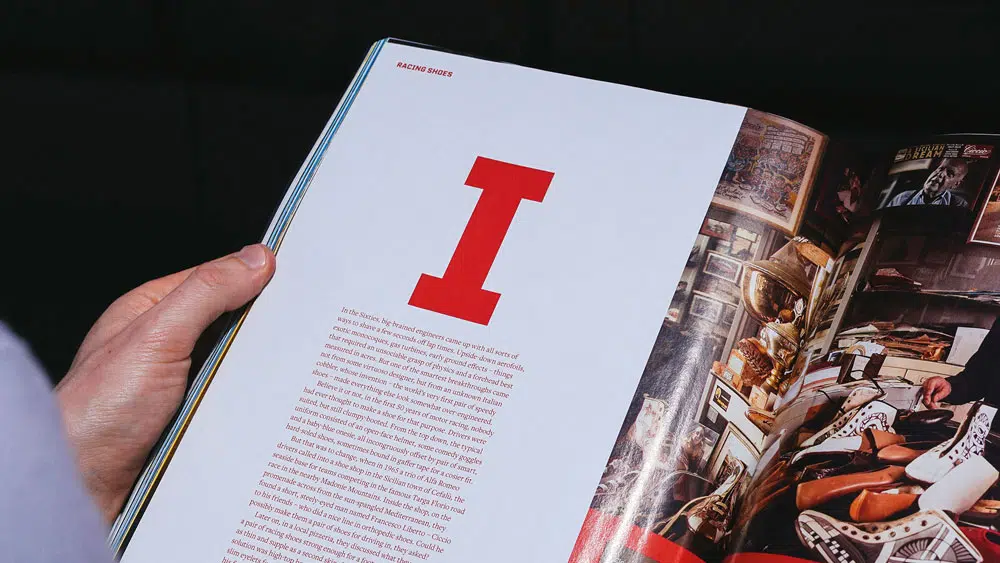 RACING SHOES
I
In the Sixties, big-brained engineers came up with all sorts of
ways to shave a few seconds off lap times. Upside-down aerofoils,
exotic monocoques, gas turbines, early ground effects – things
that required an unsociable grasp of physics and a forehead best
measured in acres. But one of the smartest breakthroughs came
not from some virtuoso designer, but from an unknown Italian
cobbler, whose invention – the world's very first pair of speedy
shoes – made everything else look somewhat over-engineered.
Believe it or not, in the first 50 years of motor racing, nobody
had ever thought to make a shoe for that purpose. Drivers were
suited, but still clumpy-booted. From the top down, the typical
uniform consisted of an open-face helmet, some comedy goggles
and a baby-blue onesie, all incongruously offset by pair of smart,
hard-soled shoes, sometimes bound in gaffer tape for a closer fit.
But that was to change, when in 1965 a trio of Alfa Romeo
drivers called into a shoe shop in the Sicilian town of Cefalù, the
seaside base for teams competing in the famous Targa Florio road
race in the nearby Madonie Mountains. Inside the shop, on the
promenade across from the sun-spangled Mediterranean, they
found a short, steely-eyed man named Francesco Liberto – Ciccio
to his friends – who did a nice line in orthopedic shoes. Could he
possibly make them a pair of shoes for driving in, they asked?
Later on, in a local pizzeria, they discussed what they
a pair of racing shoes strong enough for a
as thin and supple as a second skin
solution was high-top
slim eyelets
SICILIAN
DREAM
Ciccio